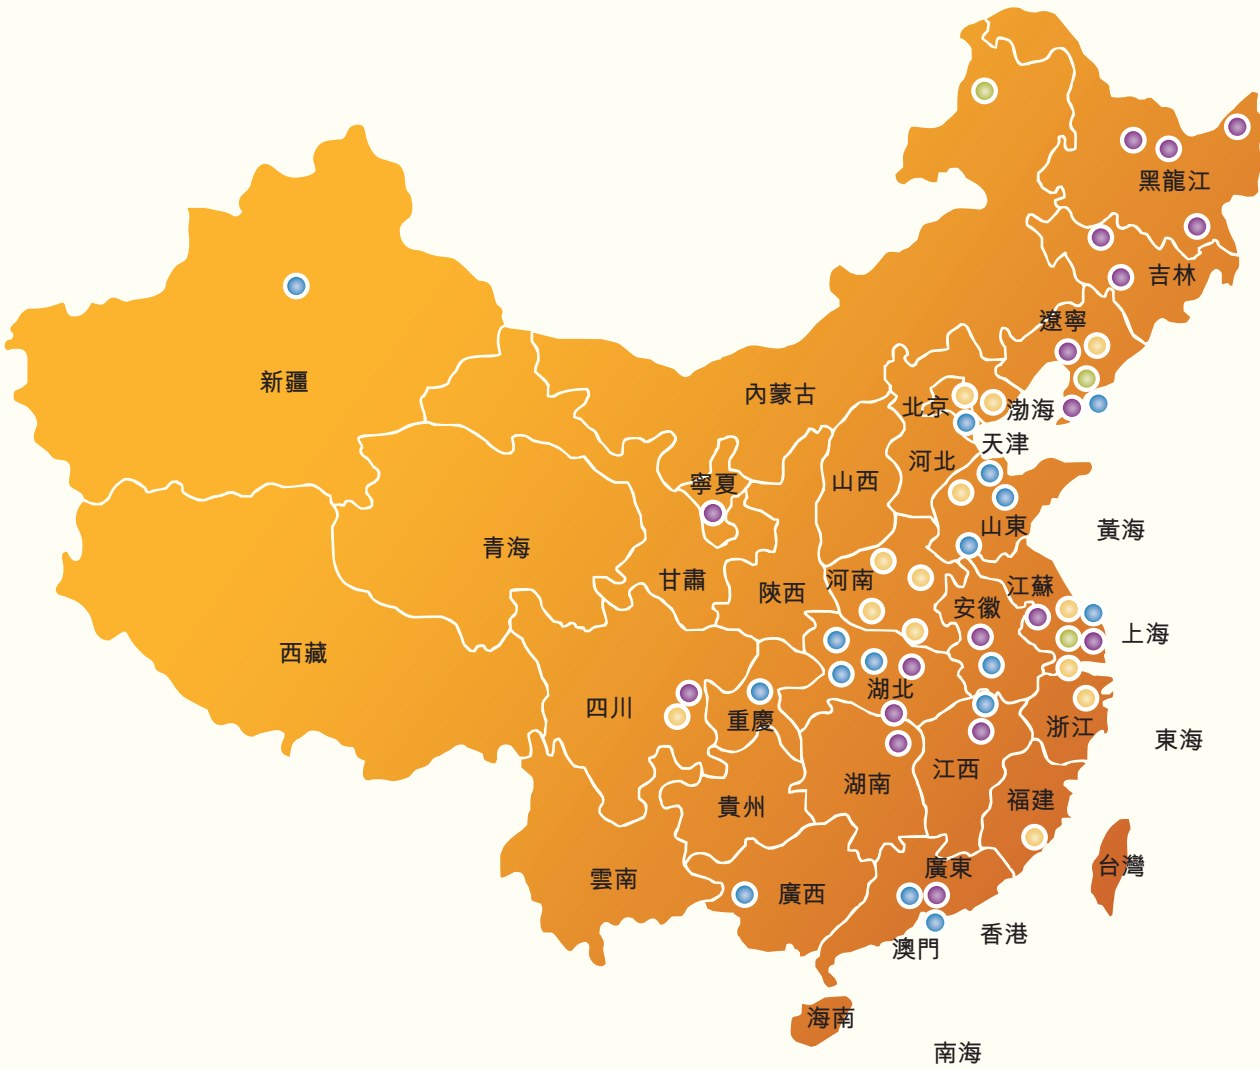 黑龍江
吉林
遼寧
新疆
內蒙古
北京
渤海
天津
河北
山西
寧夏
山東
黃海
青海
甘肅
陝西
河南
江蘇
安徽
上海
西藏
湖北
四川
重慶
浙江
東海
江西
湖南
福建
貴州
台灣
廣東
雲南
廣西
香港
澳門
海南
南海